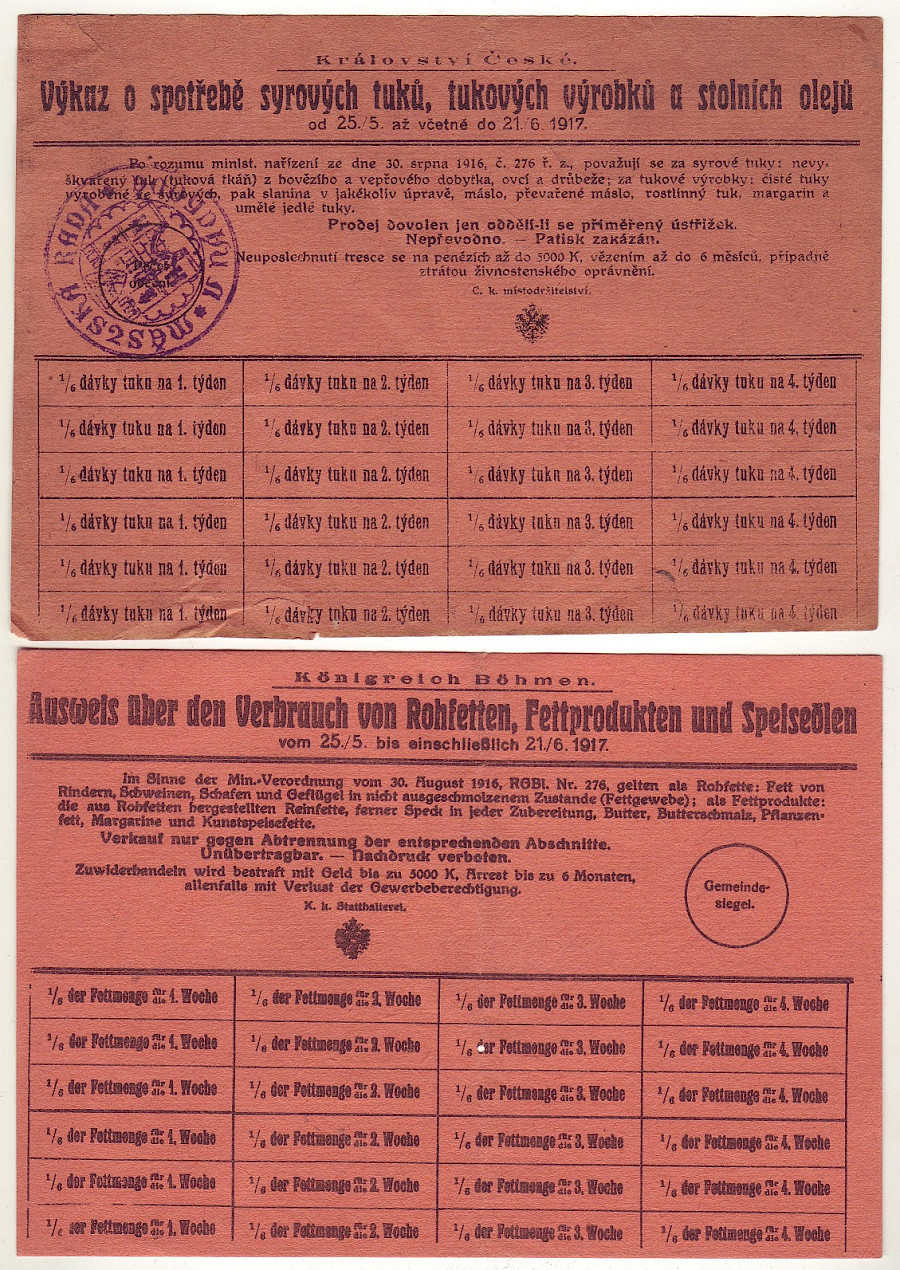 Království České.
Výkaz o spotřebě syrových tuků, tukových výrobků a stolních olejů
od 25./5. až včetně do 21./6. 1917.
Po rozumu minist. nařízení ze dne 30. srpna 1916, č. 276 ř. z., považují se za syrové tuky: nevy-
škvařený tuk (tuková tkáň) z hovězího a vepřového dobytka, ovcí a drůbeže; za tukové výrobky: čisté tuky
vyrobené ze syrových, pak slanina v jakékoliv úpravě, máslo, převařené máslo, rostlinný tuk, margarin a
umělé jedlé tuky.
Prodej dovolen jen oddělí-li se přiměřený ústřižek.
Nepřevodno. — Patisk zakázán.
Neuposlechnutí tresce se na penězích až do 5000 K, vězením až do 6 měsíců, případně
ztrátou živnostenského oprávnění.
C. k. místodržitelství.
MĚSTSKÁ RADA
obecní
1/6 dávky tuku na 1. týden 1/6 dávky tuku na 2. týden 1/6 dávky tuku na 3. týden 1/6 dávky tuku na 4. týden
1/6 dávky tuku na 1. týden 1/6 dávky tuku na 2. týden 1/6 dávky tuku na 3. týden 1/6 dávky tuku na 4. týden
1/6 dávky tuku na 1. týden 1/6 dávky tuku na 2. týden 1/6 dávky tuku na 3. týden 1/6 dávky tuku na 4. týden
1/6 dávky tuku na 1. týden 1/6 dávky tuku na 2. týden 1/6 dávky tuku na 3. týden 1/6 dávky tuku na 4. týden
1/6 dávky tuku na 1. týden 1/6 dávky tuku na 2. týden 1/6 dávky tuku na 3. týden 1/6 dávky tuku na 4. týden
1/6 dávky tuku na 1. týden 1/6 dávky tuku na 2. týden 1/6 dávky tuku na 3. týden 1/6 dávky tuku na 4. týden
Königreich Böhmen.
Ausweis über den Verbrauch von Rohfetten, Fettprodukten und Speiseölen
vom 25./5. bis einschließlich 21./6. 1917.
Im Sinne der Min.-Verordnung vom 30. August 1916, RGBl. Nr. 276, gelten als Rohfette: Fett von
Rindern, Schweinen, Schafen und Geflügel in nicht ausgeschmolzenem Zustande (Fettgewebe); als Fettprodukte:
die aus Rohfetten hergestellten Reinfette, ferner Speck in jeder Zubereitung, Butter, Butterschmalz, Pflanzen-
fett, Margarine und Kunstspeisefette.
Verkauf nur gegen Abtrennung der entsprechenden Abschnitte.
Unübertragbar. — Nachdruck verboten.
Zuwiderhandeln wird bestraft mit Geld bis zu 5000 K, Arrest bis zu 6 Monaten,
allenfalls mit Verlust der Gewerbeberechtigung.
K. k. Statthalterei.
Gemeinde-
siegel.
1/6 der Fettmenge für die 1. Woche 1/6 der Fettmenge für die 2. Woche 1/6 der Fettmenge für die 3. Woche 1/6 der Fettmenge für die 4. Woche
1/6 der Fettmenge für die 1. Woche 1/6 der Fettmenge für die 2. Woche 1/6 der Fettmenge für die 3. Woche 1/6 der Fettmenge für die 4. Woche
1/6 der Fettmenge für die 1. Woche 1/6 der Fettmenge für die 2. Woche 1/6 der Fettmenge für die 3. Woche 1/6 der Fettmenge für die 4. Woche
1/6 der Fettmenge für die 1. Woche 1/6 der Fettmenge für die 2. Woche 1/6 der Fettmenge für die 3. Woche 1/6 der Fettmenge für die 4. Woche
1/6 der Fettmenge für die 1. Woche 1/6 der Fettmenge für die 2. Woche 1/6 der Fettmenge für die 3. Woche 1/6 der Fettmenge für die 4. Woche
1/6 der Fettmenge für die 1. Woche 1/6 der Fettmenge für die 2. Woche 1/6 der Fettmenge für die 3. Woche 1/6 der Fettmenge für die 4. Woche